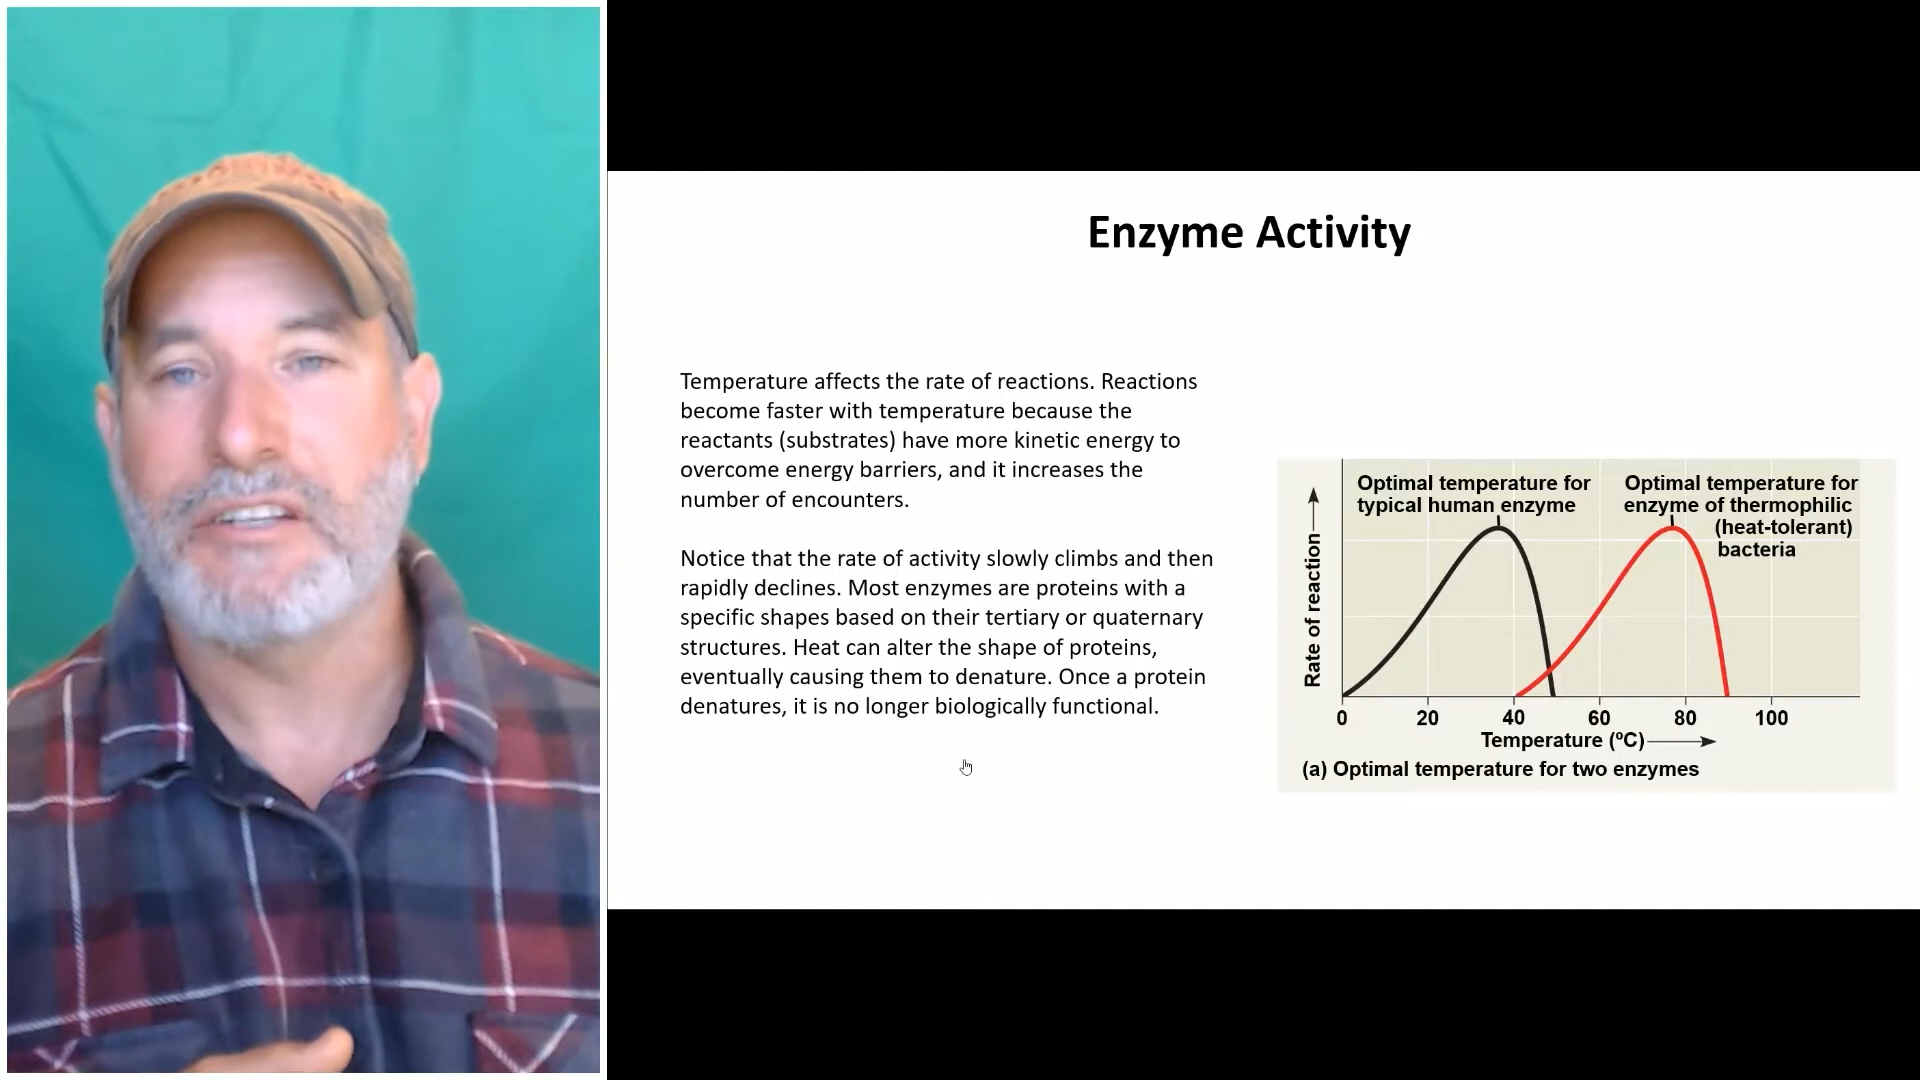 Enzyme Activity
Temperature affects the rate of reactions. Reactions
become faster with temperature because the
reactants (substrates) have more kinetic energy to
overcome energy barriers, and it increases the
number of encounters.
Notice that the rate of activity slowly climbs and then
rapidly declines. Most enzymes are proteins with a
specific shapes based on their tertiary or quaternary
structures. Heat can alter the shape of proteins,
eventually causing them to denature. Once a protein
denatures, it is no longer biologically functional.
Optimal temperature for
typical human enzyme
Optimal temperature for
enzyme of thermophilic
(heat-tolerant)
bacteria
Rate of reaction
0 20 40 60 80 100
Temperature (ºC)
(a) Optimal temperature for two enzymes